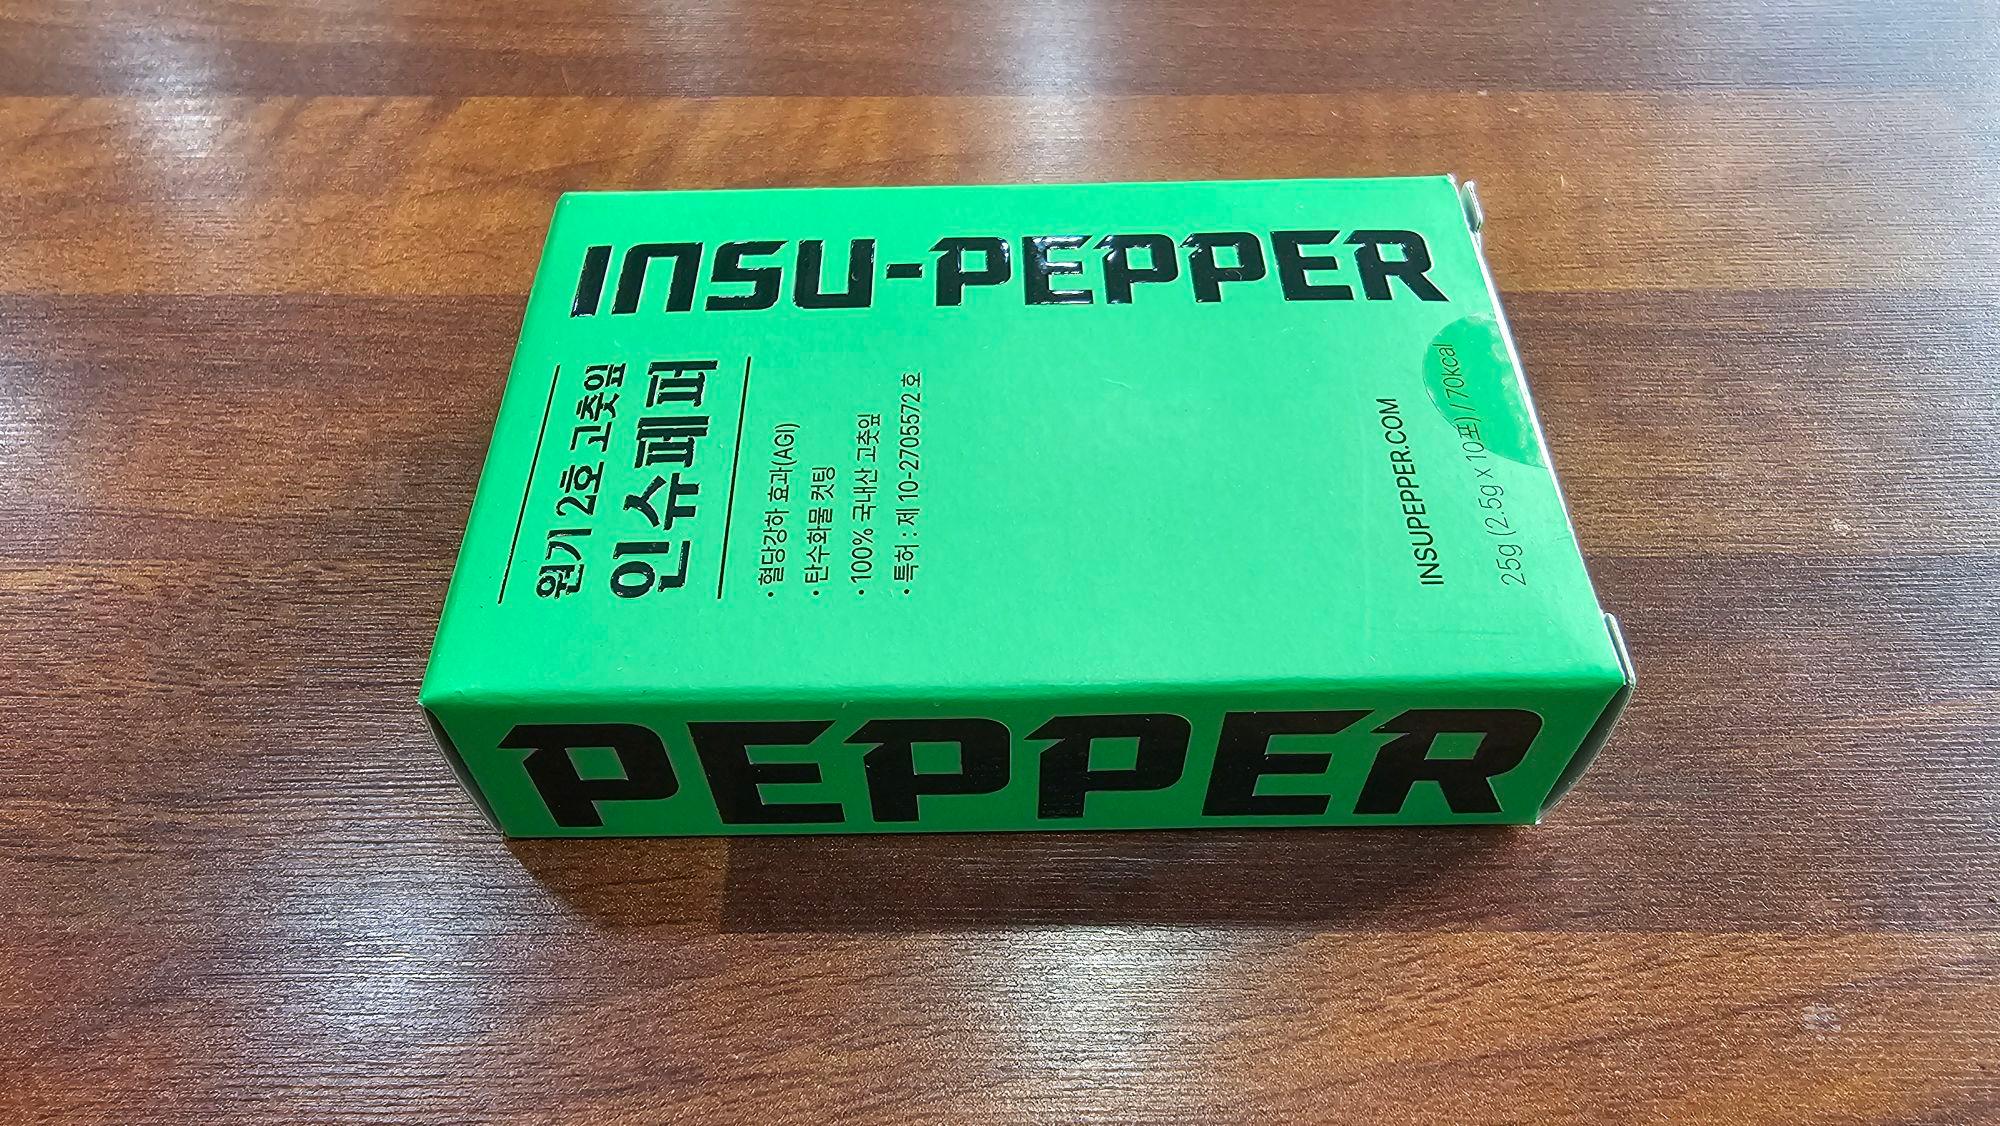 INSU-PEPPER
원기 2호 고춧잎
인슈페퍼
· 혈당강하 효과(AGI)
· 탄수화물 컷팅
· 100% 국내산 고춧잎
· 특허 : 제 10-2705572 호
INSUPEPPER.COM
25g (2.5g x 10포) / 70kcal
PEPPER